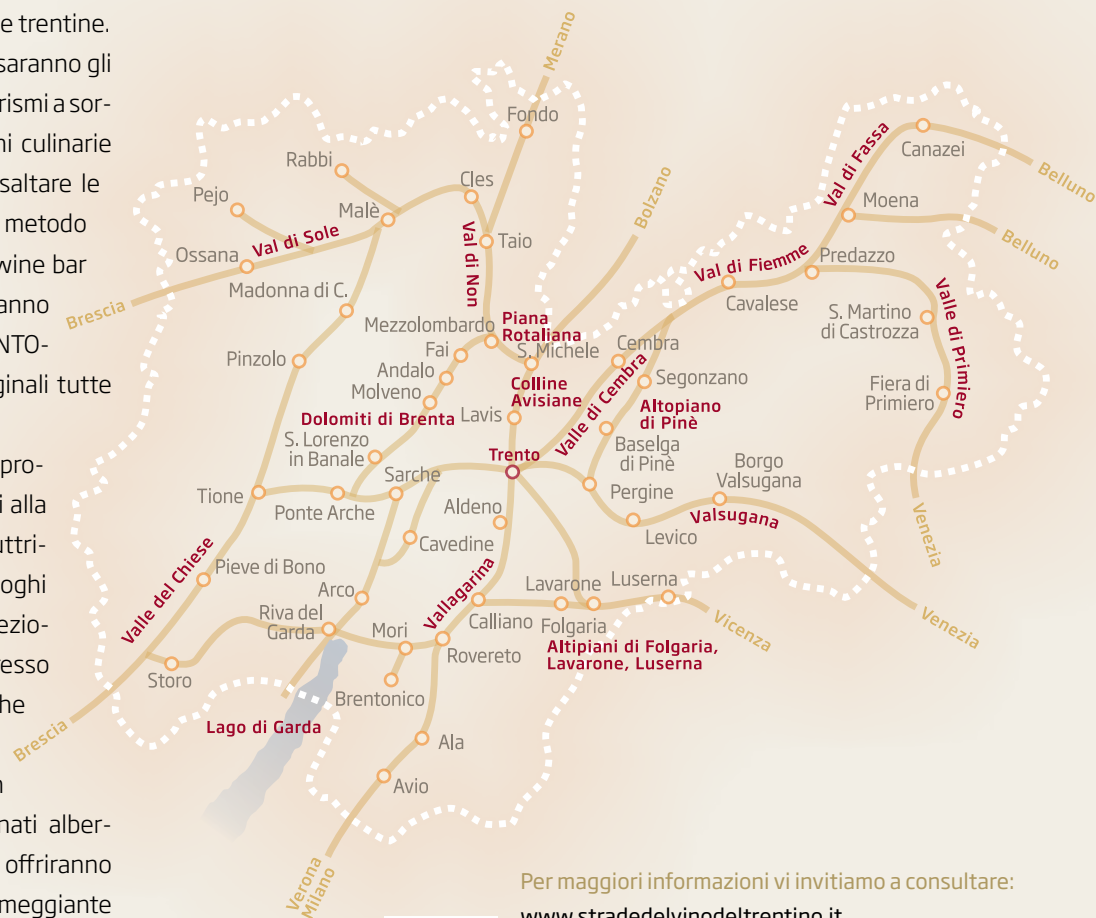 e trentine.
saranno gli
rismi a sor-
ni culinarie
saltare le
metodo
wine bar
anno
NTO-
ginali tutte
pro-
i alla
uttri-
oghi
ezio-
resso
he
nati alber-
offriranno
meggiante
Merano
Fondo
Rabbi
Cles
Pejo
Malè
Taio
Val di Non
Bolzano
Val di Fassa
Canazei
Belluno
Moena
Belluno
Ossana
Val di Sole
Brescia
Madonna di C.
Val di Fiemme
Predazzo
Cavalese
S. Martino
di Castrozza
Valle di Primiero
Fiera di
Primiero
Mezzolombardo
Piana
Rotaliana
Pinzolo
Fai
S. Michele
Cembra
Andalo
Molveno
Colline
Avisiane
Valle di Cembra
Segonzano
Altopiano
di Pinè
Dolomiti di Brenta
Lavis
S. Lorenzo
in Banale
Trento
Baselga
di Pinè
Borgo
Valsugana
Sarche
Tione
Ponte Arche
Aldeno
Pergine
Valsugana
Levico
Cavedine
Venezia
Valle del Chiese
Pieve di Bono
Arco
Vallagarina
Lavarone
Luserna
Riva del
Garda
Mori
Calliano
Folgaria
Vicenza
Venezia
Rovereto
Altipiani di Folgaria,
Lavarone, Luserna
Storo
Brentonico
Brescia
Lago di Garda
Ala
Avio
Verona
Milano
Per maggiori informazioni vi invitiamo a consultare:
www.stradedelvinodeltrentino.it